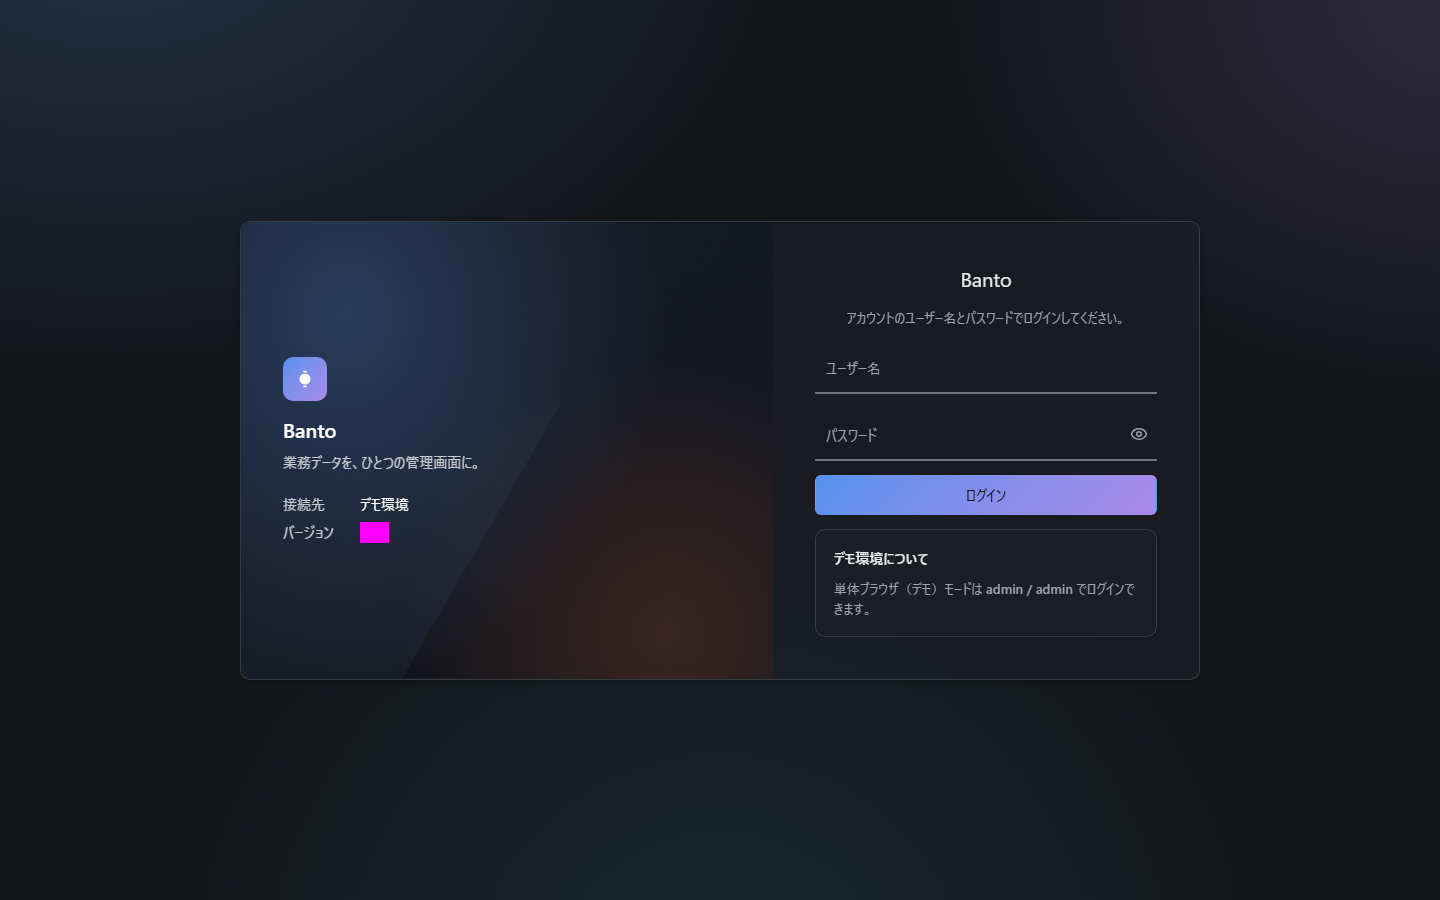 Banto
業務データを、ひとつの管理画面に。
接続先 デモ環境
バージョン
Banto
アカウントのユーザー名とパスワードでログインしてください。
ユーザー名
パスワード
ログイン
デモ環境について
単体ブラウザ（デモ）モードは admin / admin でログインで
きます。